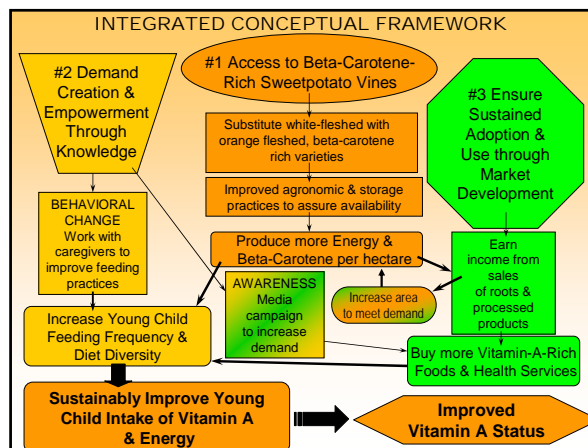 INTEGRATED CONCEPTUAL FRAMEWORK
#2 Demand
Creation &
Empowerment
Through
Knowledge
#1 Access to Beta-Carotene-
Rich Sweetpotato Vines
#3 Ensure
Sustained
Adoption &
Use through
Market
Development
Substitute white-fleshed with
orange fleshed, beta-carotene
rich varieties
Improved agronomic & storage
practices to assure availability
BEHAVIORAL
CHANGE
Work with
caregivers to
improve feeding
practices
Produce more Energy &
Beta-Carotene per hectare
Earn
income from
sales
of roots &
processed
products
AWARENESS
Media
campaign
to increase
demand
Increase area
to meet demand
Increase Young Child
Feeding Frequency &
Diet Diversity
Buy more Vitamin-A-Rich
Foods & Health Services
Sustainably Improve Young
Child Intake of Vitamin A
& Energy
Improved
Vitamin A Status